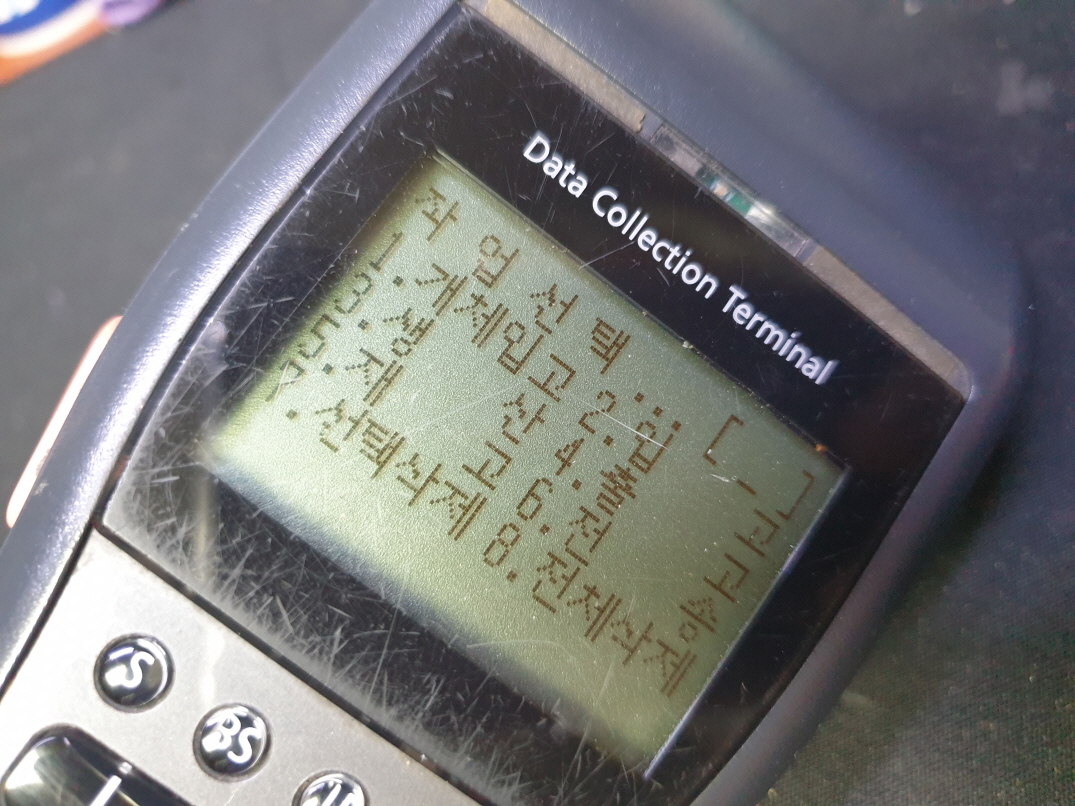 Data Collection Terminal
작 업 선 택 : [ _ ]
1.개체입고 2.입 고
3.생 산 4.출 고
5.재 고 6.전 송
7.선택삭제 8.전체삭제
BS